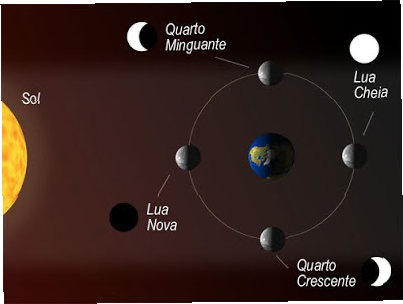 Quarto
Minguante
Lua
Cheia
Sol
Lua
Nova
Quarto
Crescente